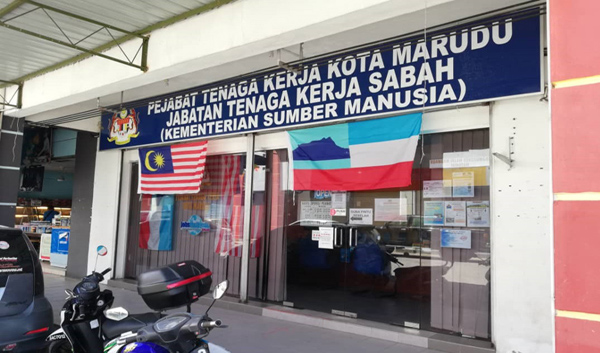 PEJABAT TENAGA KERJA KOTA MARUDU
JABATAN TENAGA KERJA SABAH
(KEMENTERIAN SUMBER MANUSIA)